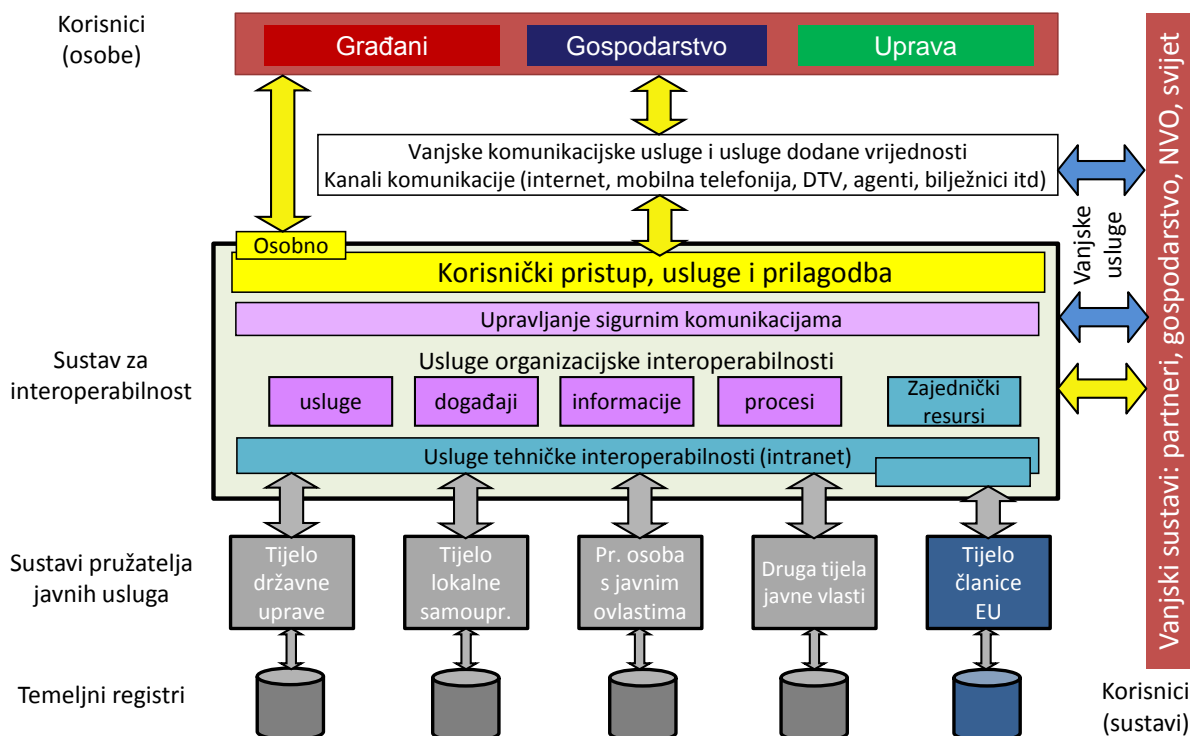 Korisnici
(osobe)
Građani
Gospodarstvo
Uprava
Vanjske komunikacijske usluge i usluge dodane vrijednosti
Kanali komunikacije (internet, mobilna telefonija, DTV, agenti, bilježnici itd)
Vanjske
usluge
Vanjski sustavi: partneri, gospodarstvo, NVO, svijet
Osobno
Korisnički pristup, usluge i prilagodba
Upravljanje sigurnim komunikacijama
Sustav za
interoperabilnost
Usluge organizacijske interoperabilnosti
usluge
događaji
informacije
procesi
Zajednički
resursi
Usluge tehničke interoperabilnosti (intranet)
Sustavi pružatelja
javnih usluga
Tijelo
državne
uprave
Tijelo
lokalne
samoupr.
Pr. osoba
s javnim
ovlastima
Druga tijela
javne vlasti
Tijelo
članice
EU
Temeljni registri
Korisnici
(sustavi)